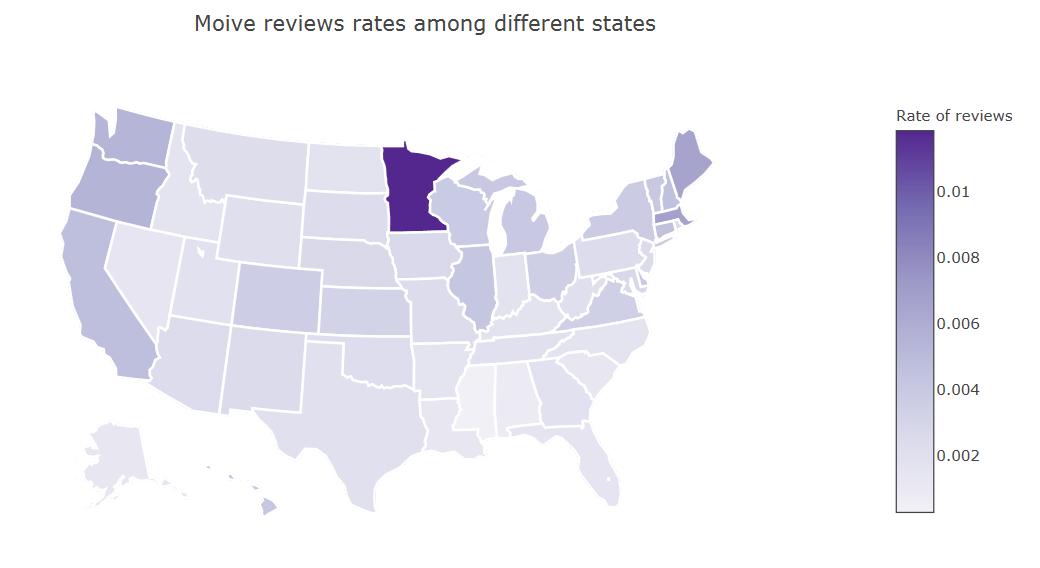 Moive reviews rates among different states
Rate of reviews
0.01
0.008
0.006
0.004
0.002